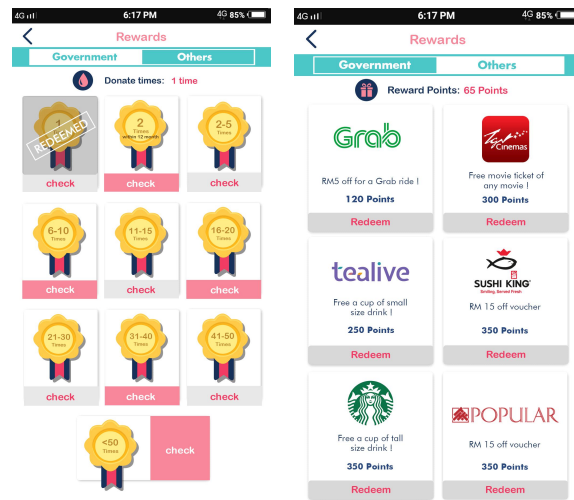 4G 6:17 PM 4G 85%
Rewards
Government Others
Donate times: 1 time
1
REDEEMED
check
2
Times
within 12 month
check
2-5
Times
check
6-10
Times
check
11-15
Times
check
16-20
Times
check
21-30
Times
check
31-40
Times
check
41-50
Times
check
<50
Times
check
4G 6:17 PM 4G 85%
Rewards
Government Others
Reward Points: 65 Points
Grab
RM5 off for a Grab ride !
120 Points
Redeem
Cinemas
Free movie ticket of
any movie !
300 Points
Redeem
tealive
Free a cup of small
size drink !
250 Points
Redeem
SUSHI KING
Smiling, Served Fresh
RM 15 off voucher
350 Points
Redeem
Free a cup of tall
size drink !
350 Points
Redeem
POPULAR
RM 15 off voucher
350 Points
Redeem